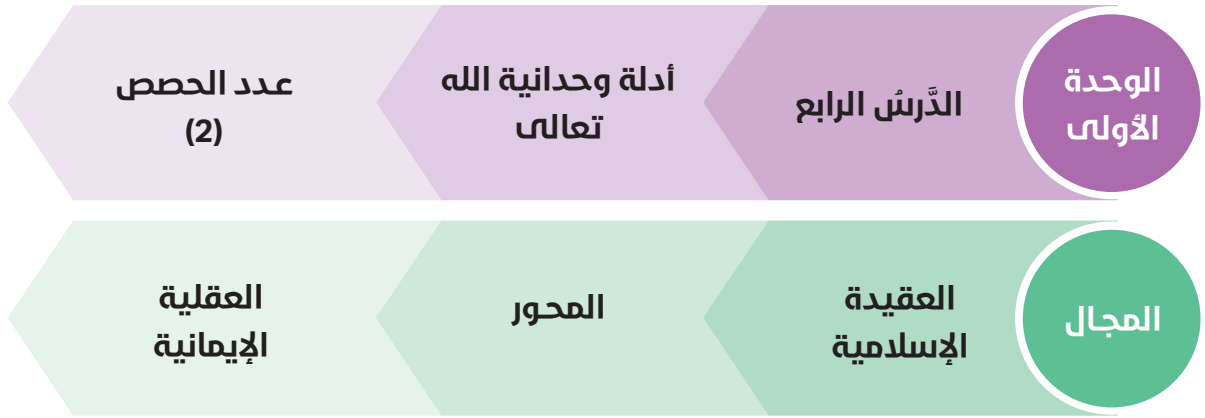 الوحدة
الأولى
الدَّرسُ الرابع
أدلة وحدانية الله
تعالى
عدد الحصص
(2)
المجال
العقيدة
الإسلامية
المحور
العقلية
الإيمانية